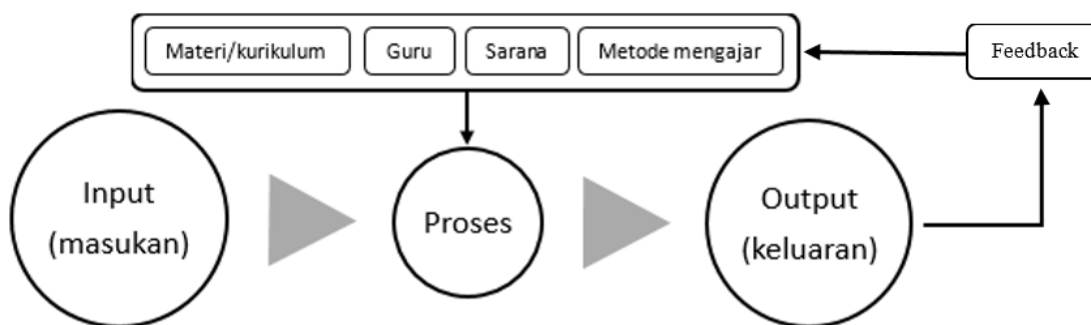 Materi/kurikulum
Guru
Sarana
Metode mengajar
Feedback
Input
(masukan)
Proses
Output
(keluaran)